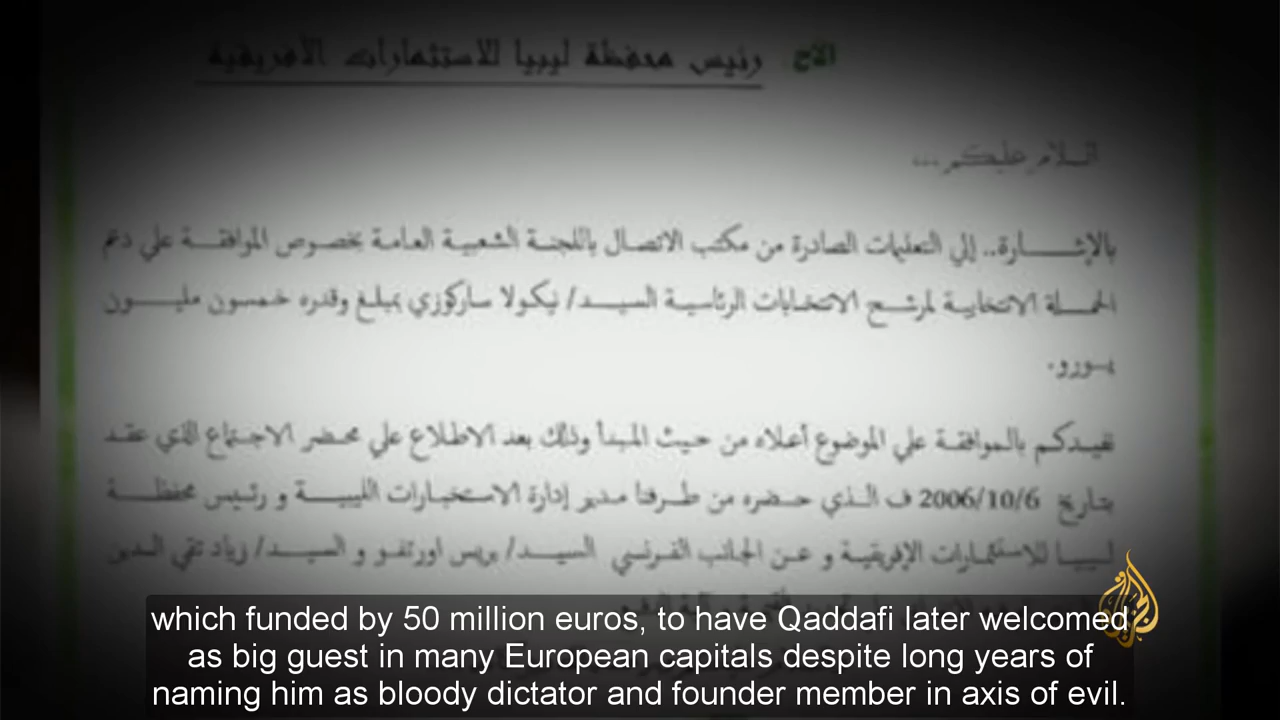 الاخ رئيس محفظة ليبيا للاستثمارات الأفريقية
السلام عليكم...
بالإشارة.. إلي التعليمات الصادرة من مكتب الاتصال باللجنة الشعبية العامة بخصوص الموافقة علي دعم
الحملة الانتخابية لمرشح الانتخابات الرئاسية السيد/ نيكولا ساركوزي بمبلغ وقدره خمسون مليون
يورو.
نفيدكم بالموافقة علي الموضوع أعلاه من حيث المبدأ وذلك بعد الاطلاع علي محضر الاجتماع الذي عقد
بتاريخ 2006/10/6 ف الذي حضره من طرفنا مدير إدارة الاستخبارات الليبية و رئيس محفظة
ليبيا للاستثمارات الإفريقية و عن الجانب الفرنسي السيد/ بريس اورتفو و السيد/ زياد تقي الدين
which funded by 50 million euros, to have Qaddafi later welcomed
as big guest in many European capitals despite long years of
naming him as bloody dictator and founder member in axis of evil.